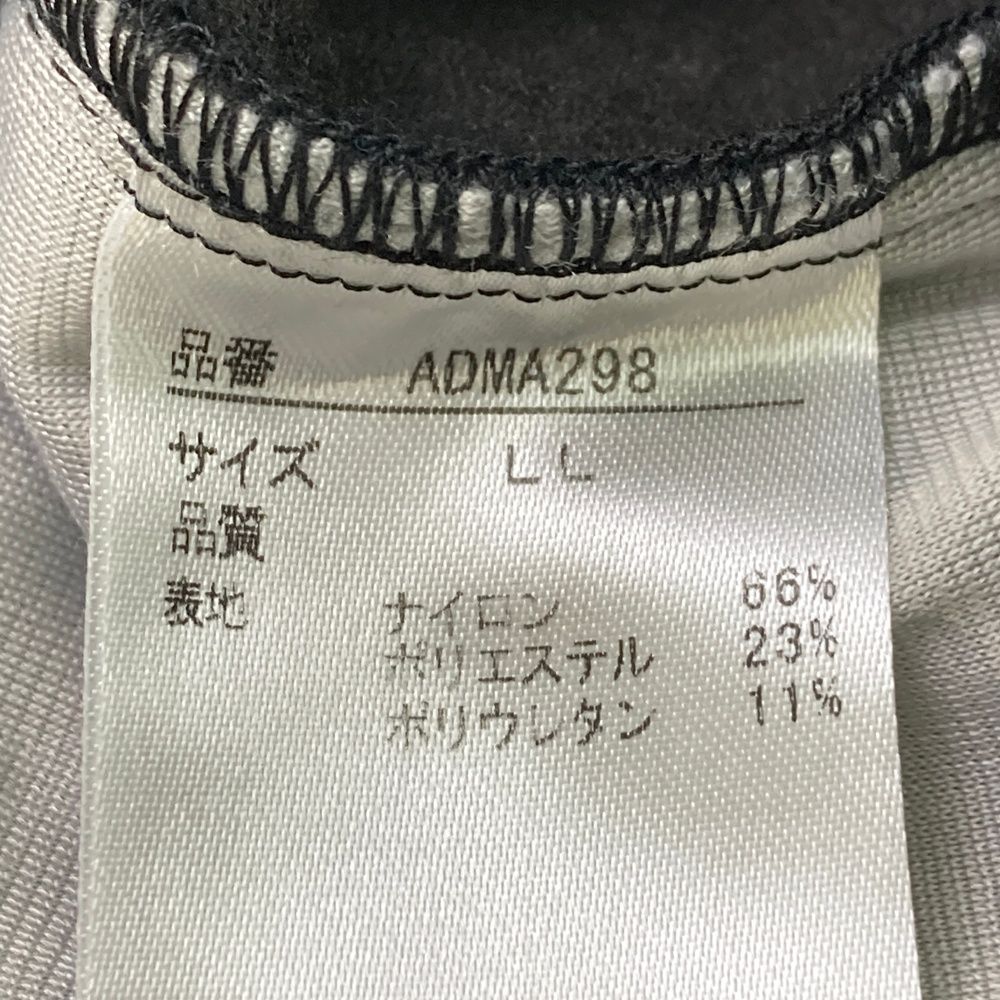 品番 ADMA298
サイズ LL
品質
表地 ナイロン 66%
ポリエステル 23%
ポリウレタン 11%